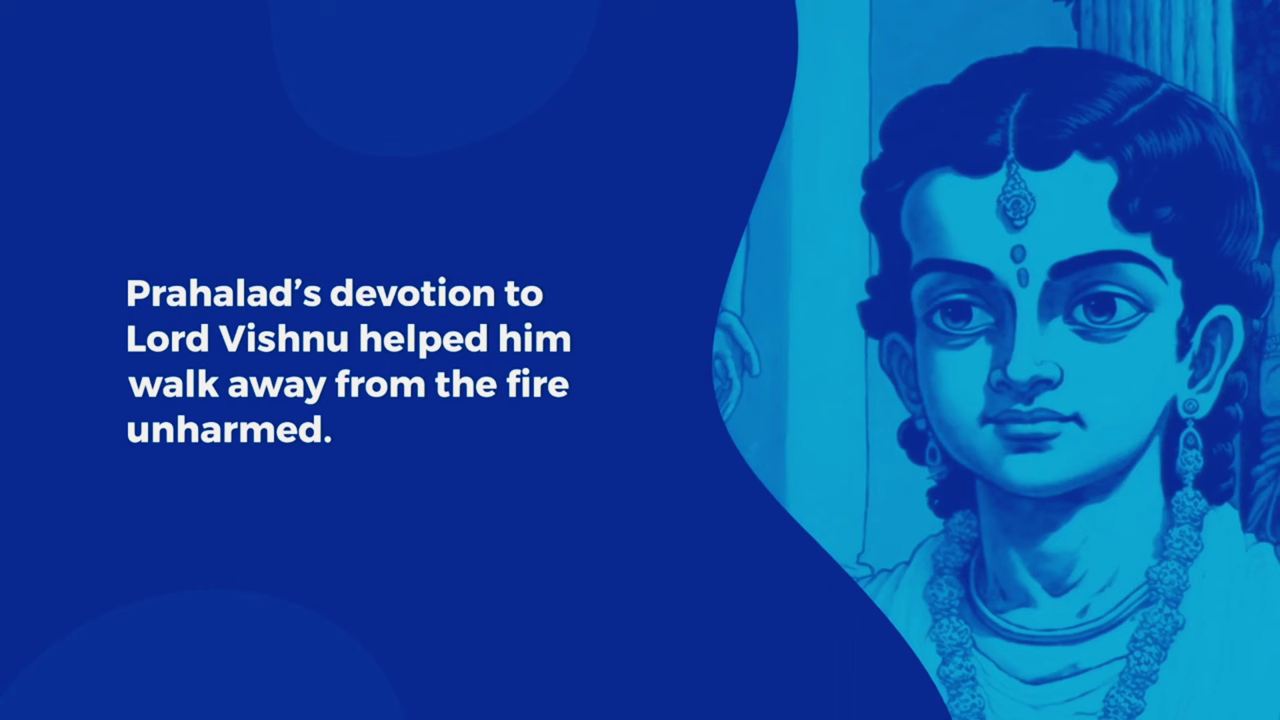 Prahalad’s devotion to
Lord Vishnu helped him
walk away from the fire
unharmed.